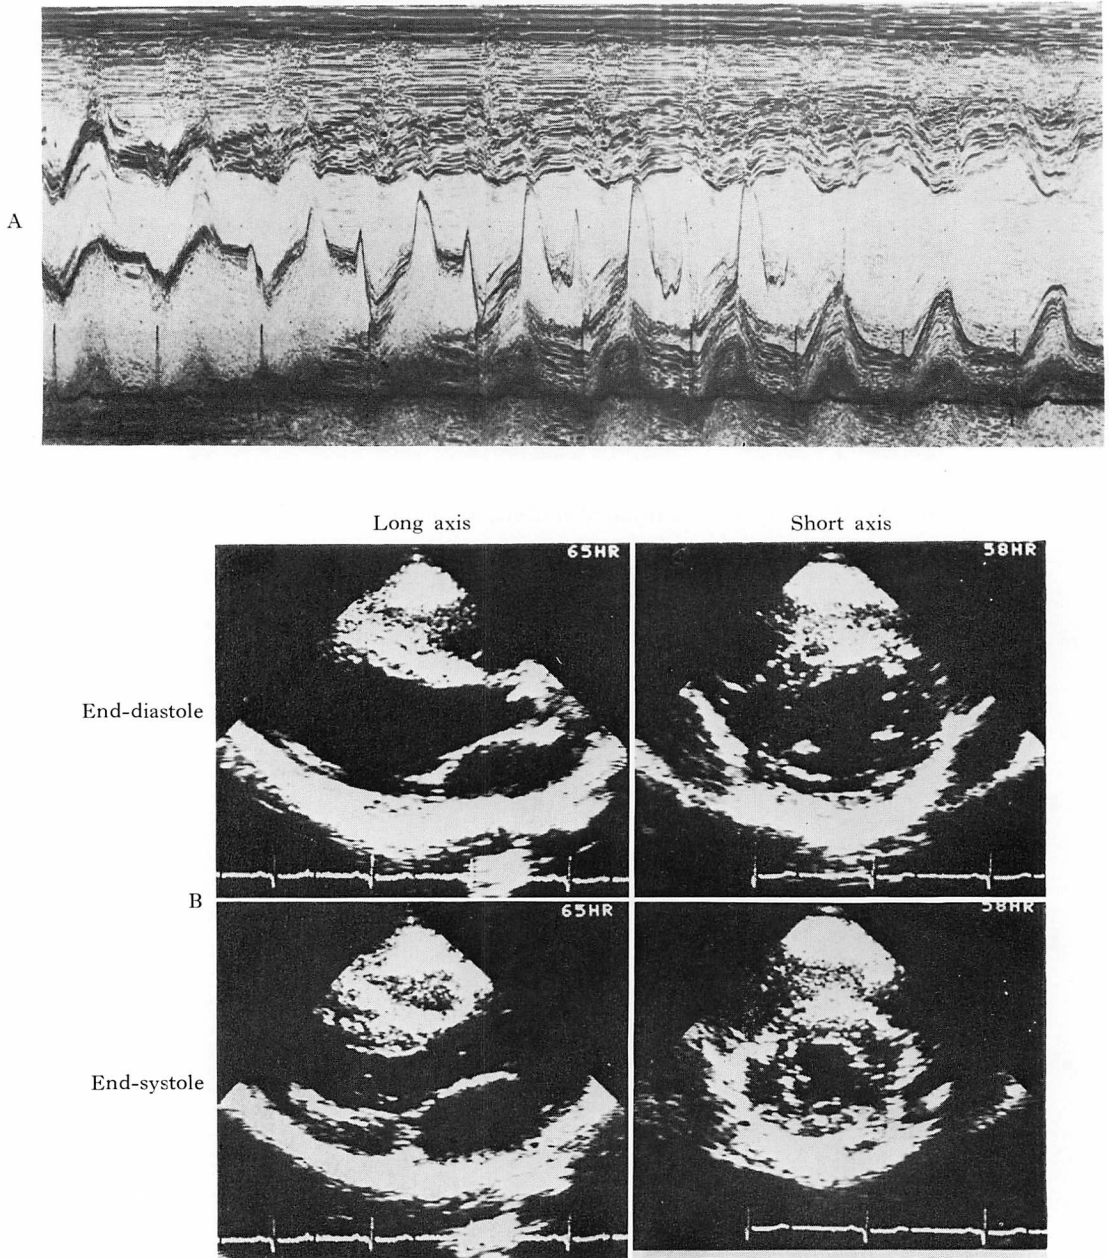 A
Long axis
Short axis
65HR
58HR
End-diastole
B
65HR
58HR
End-systole